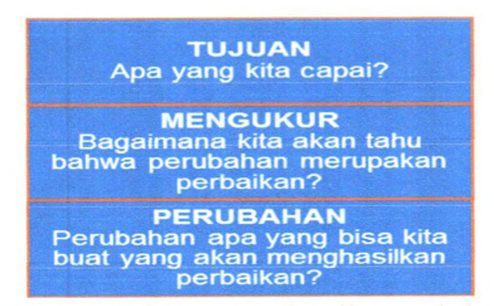 TUJUAN
Apa yang kita capai?
MENGUKUR
Bagaimana kita akan tahu
bahwa perubahan merupakan
perbaikan?
PERUBAHAN
Perubahan apa yang bisa kita
buat yang akan menghasilkan
perbaikan?